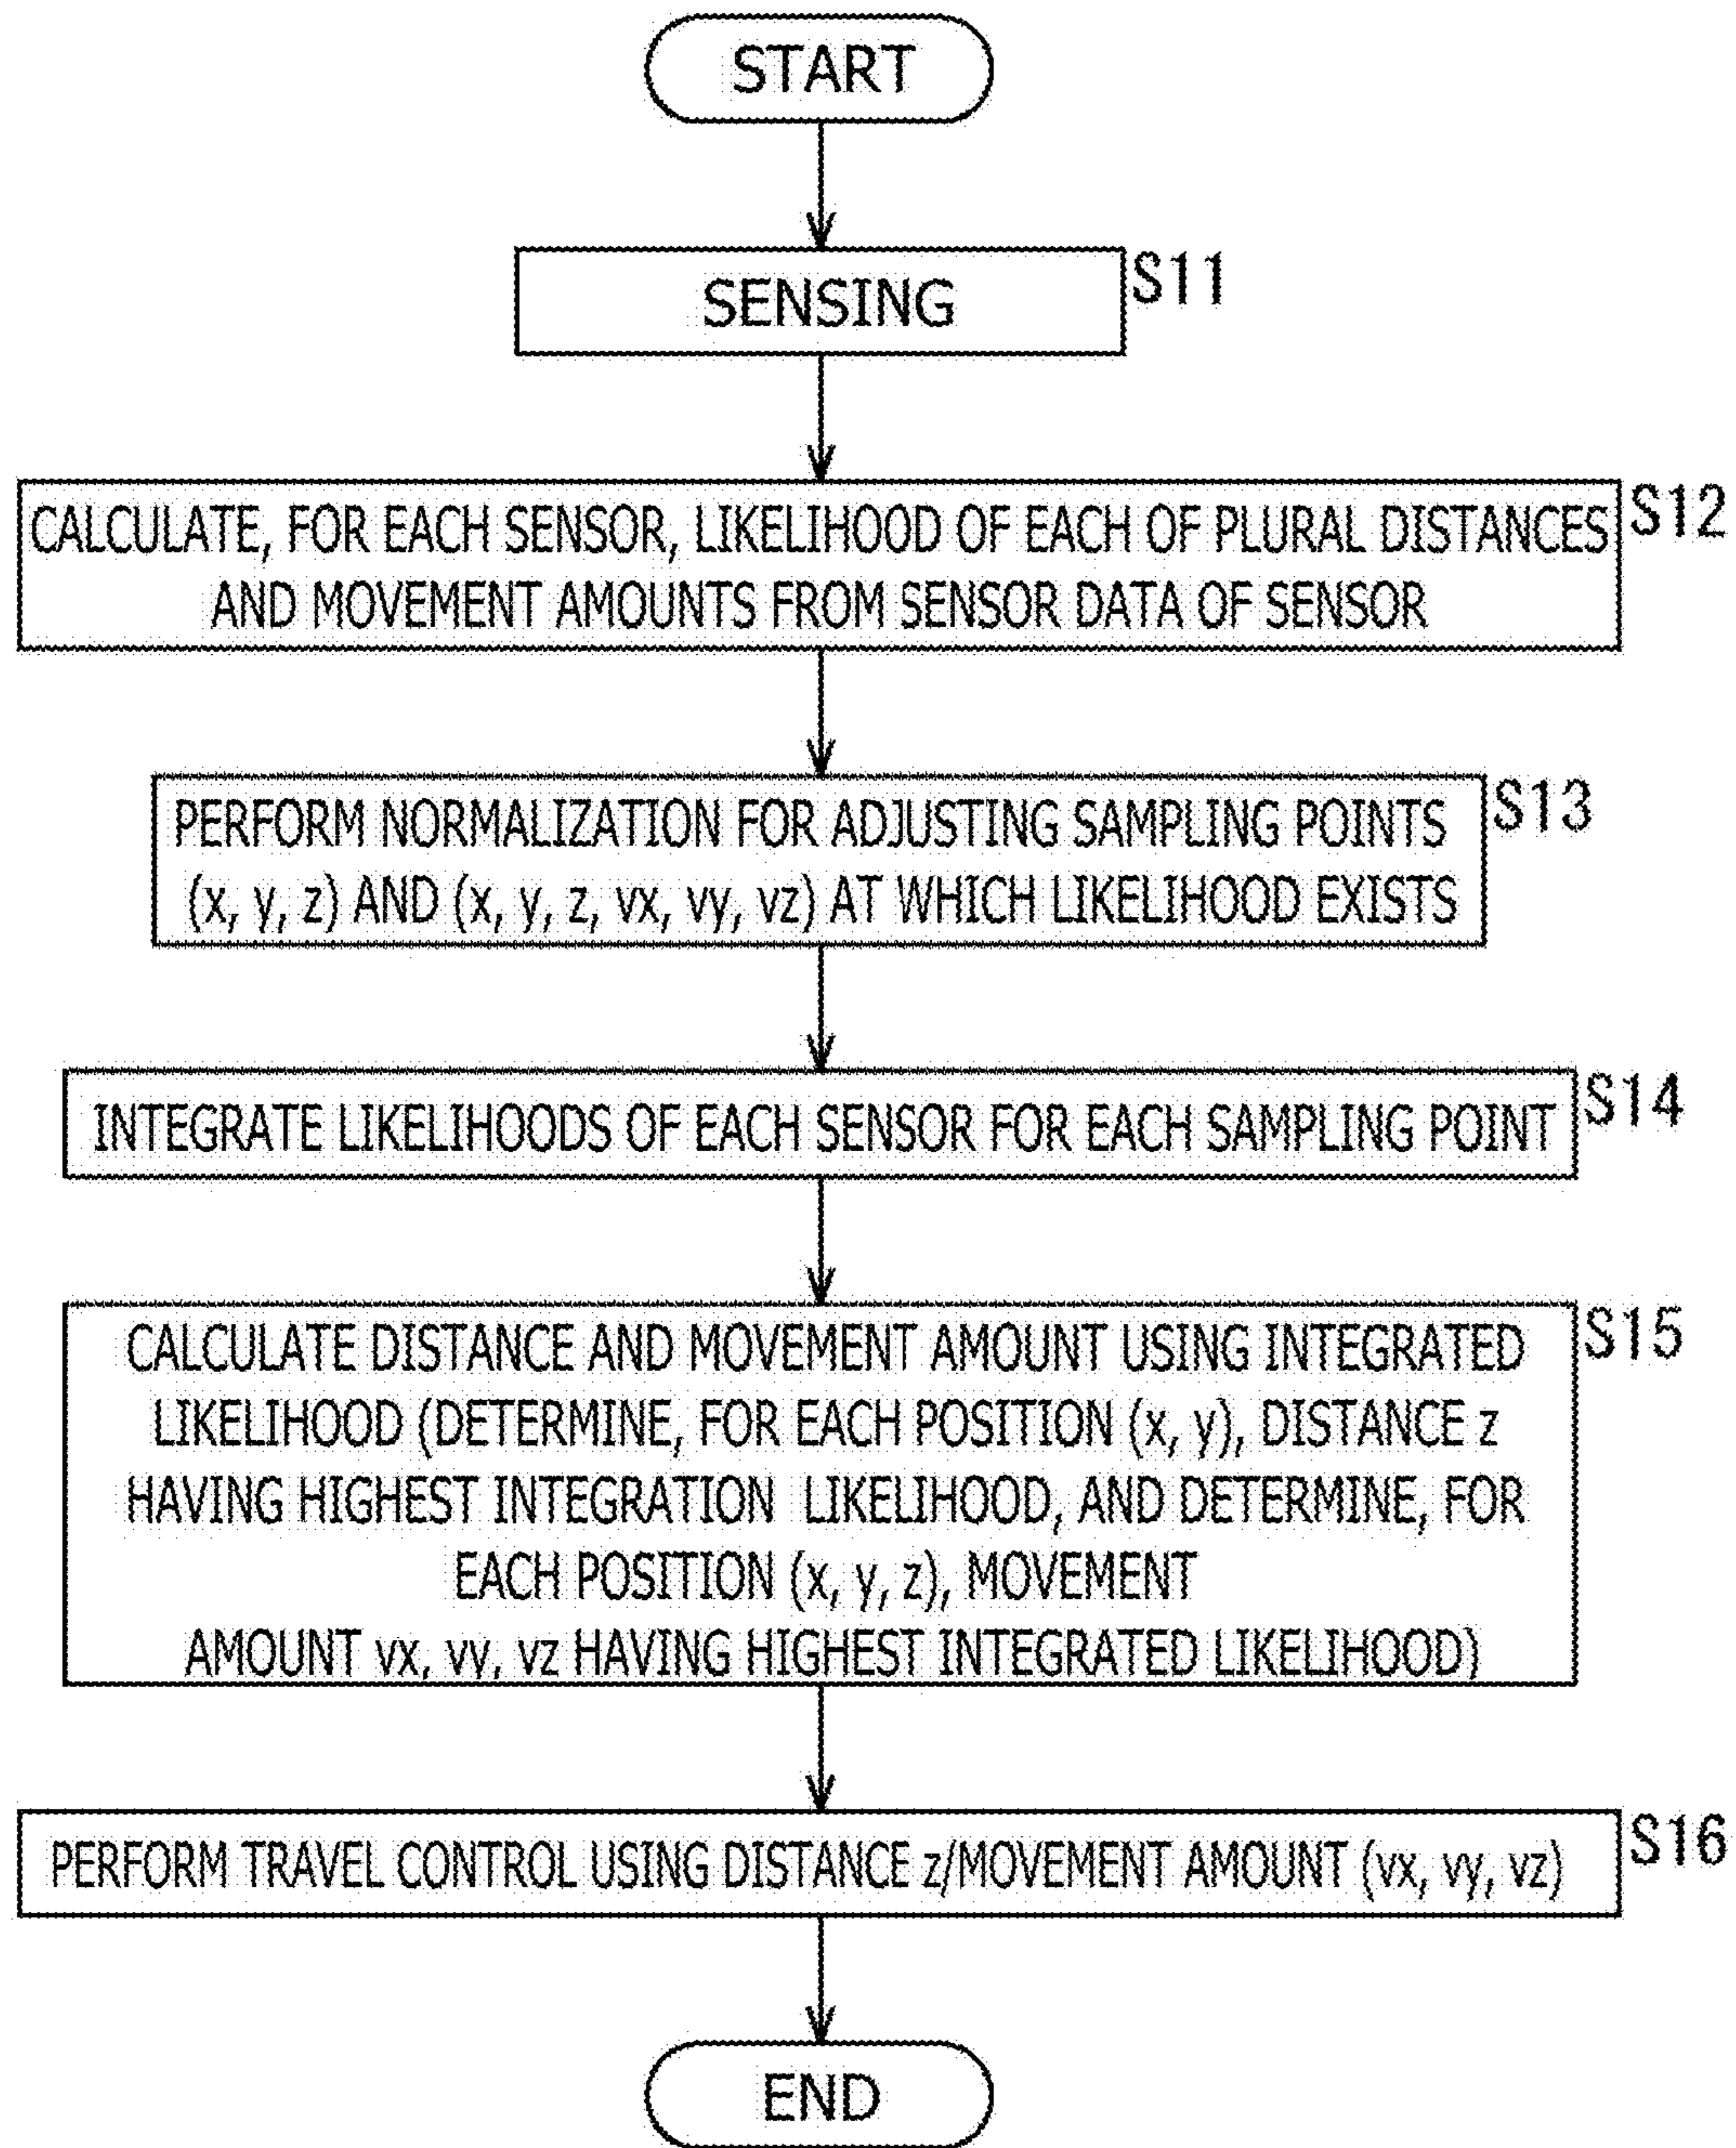 START
SENSING
S11
CALCULATE, FOR EACH SENSOR, LIKELIHOOD OF EACH OF PLURAL DISTANCES
AND MOVEMENT AMOUNTS FROM SENSOR DATA OF SENSOR
S12
PERFORM NORMALIZATION FOR ADJUSTING SAMPLING POINTS
(x, y, z) AND (x, y, z, vx, vy, vz) AT WHICH LIKELIHOOD EXISTS
S13
INTEGRATE LIKELIHOODS OF EACH SENSOR FOR EACH SAMPLING POINT
S14
CALCULATE DISTANCE AND MOVEMENT AMOUNT USING INTEGRATED
LIKELIHOOD (DETERMINE, FOR EACH POSITION (x, y), DISTANCE z
HAVING HIGHEST INTEGRATION LIKELIHOOD, AND DETERMINE, FOR
EACH POSITION (x, y, z), MOVEMENT
AMOUNT vx, vy, vz HAVING HIGHEST INTEGRATED LIKELIHOOD)
S15
PERFORM TRAVEL CONTROL USING DISTANCE z/MOVEMENT AMOUNT (vx, vy, vz)
S16
END